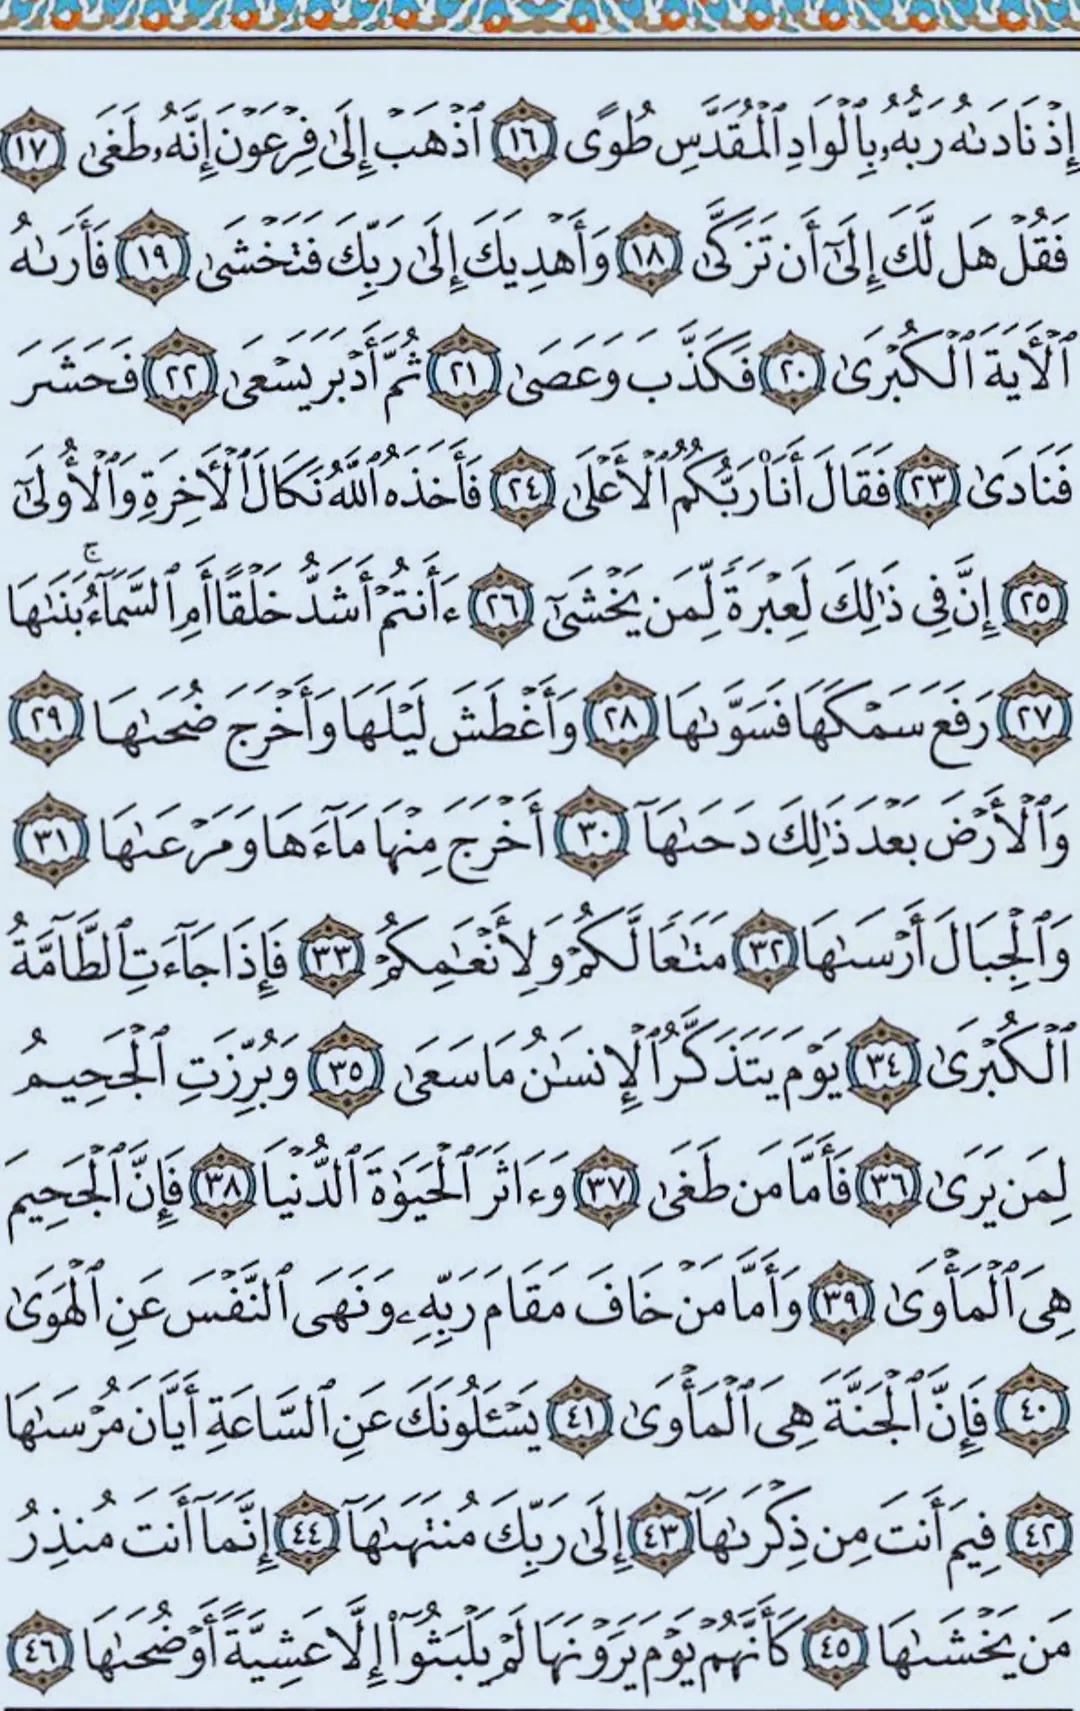 إِذْ نَادَىٰهُ رَبُّهُۥ بِٱلْوَادِ ٱلْمُقَدَّسِ طُوًى ١٦ ٱذْهَبْ إِلَىٰ فِرْعَوْنَ إِنَّهُۥ طَغَىٰ ١٧
فَقُلْ هَل لَّكَ إِلَىٰٓ أَن تَزَكَّىٰ ١٨ وَأَهْدِيَكَ إِلَىٰ رَبِّكَ فَتَخْشَىٰ ١٩ فَأَرَىٰهُ
ٱلْأَيَةَ ٱلْكُبْرَىٰ ٢٠ فَكَذَّبَ وَعَصَىٰ ٢١ ثُمَّ أَدْبَرَ يَسْعَىٰ ٢٢ فَحَشَرَ
فَنَادَىٰ ٢٣ فَقَالَ أَنَا۠ رَبُّكُمُ ٱلْأَعْلَىٰ ٢٤ فَأَخَذَهُ ٱللَّهُ نَكَالَ ٱلْأَخِرَةِ وَٱلْأُولَىٰٓ
٢٥ إِنَّ فِى ذَٰلِكَ لَعِبْرَةً لِّمَن يَخْشَىٰٓ ٢٦ ءَأَنتُمْ أَشَدُّ خَلْقًا أَمِ ٱلسَّمَآءُ ۚ بَنَىٰهَا
٢٧ رَفَعَ سَمْكَهَا فَسَوَّىٰهَا ٢٨ وَأَغْطَشَ لَيْلَهَا وَأَخْرَجَ ضُحَىٰهَا ٢٩
وَٱلْأَرْضَ بَعْدَ ذَٰلِكَ دَحَىٰهَآ ٣٠ أَخْرَجَ مِنْهَا مَآءَهَا وَمَرْعَىٰهَا ٣١
وَٱلْجِبَالَ أَرْسَىٰهَا ٣٢ مَتَٰعًا لَّكُمْ وَلِأَنْعَٰمِكُمْ ٣٣ فَإِذَا جَآءَتِ ٱلطَّآمَّةُ
ٱلْكُبْرَىٰ ٣٤ يَوْمَ يَتَذَكَّرُ ٱلْإِنسَٰنُ مَا سَعَىٰ ٣٥ وَبُرِّزَتِ ٱلْجَحِيمُ
لِمَن يَرَىٰ ٣٦ فَأَمَّا مَن طَغَىٰ ٣٧ وَءَاثَرَ ٱلْحَيَوٰةَ ٱلدُّنْيَا ٣٨ فَإِنَّ ٱلْجَحِيمَ
هِىَ ٱلْمَأْوَىٰ ٣٩ وَأَمَّا مَنْ خَافَ مَقَامَ رَبِّهِۦ وَنَهَى ٱلنَّفْسَ عَنِ ٱلْهَوَىٰ
٤٠ فَإِنَّ ٱلْجَنَّةَ هِىَ ٱلْمَأْوَىٰ ٤١ يَسْـَٔلُونَكَ عَنِ ٱلسَّاعَةِ أَيَّانَ مُرْسَىٰهَا
٤٢ فِيمَ أَنتَ مِن ذِكْرَىٰهَآ ٤٣ إِلَىٰ رَبِّكَ مُنتَهَىٰهَآ ٤٤ إِنَّمَآ أَنتَ مُنذِرُ
مَن يَخْشَىٰهَا ٤٥ كَأَنَّهُمْ يَوْمَ يَرَوْنَهَا لَمْ يَلْبَثُوٓا۟ إِلَّا عَشِيَّةً أَوْ ضُحَىٰهَا ٤٦